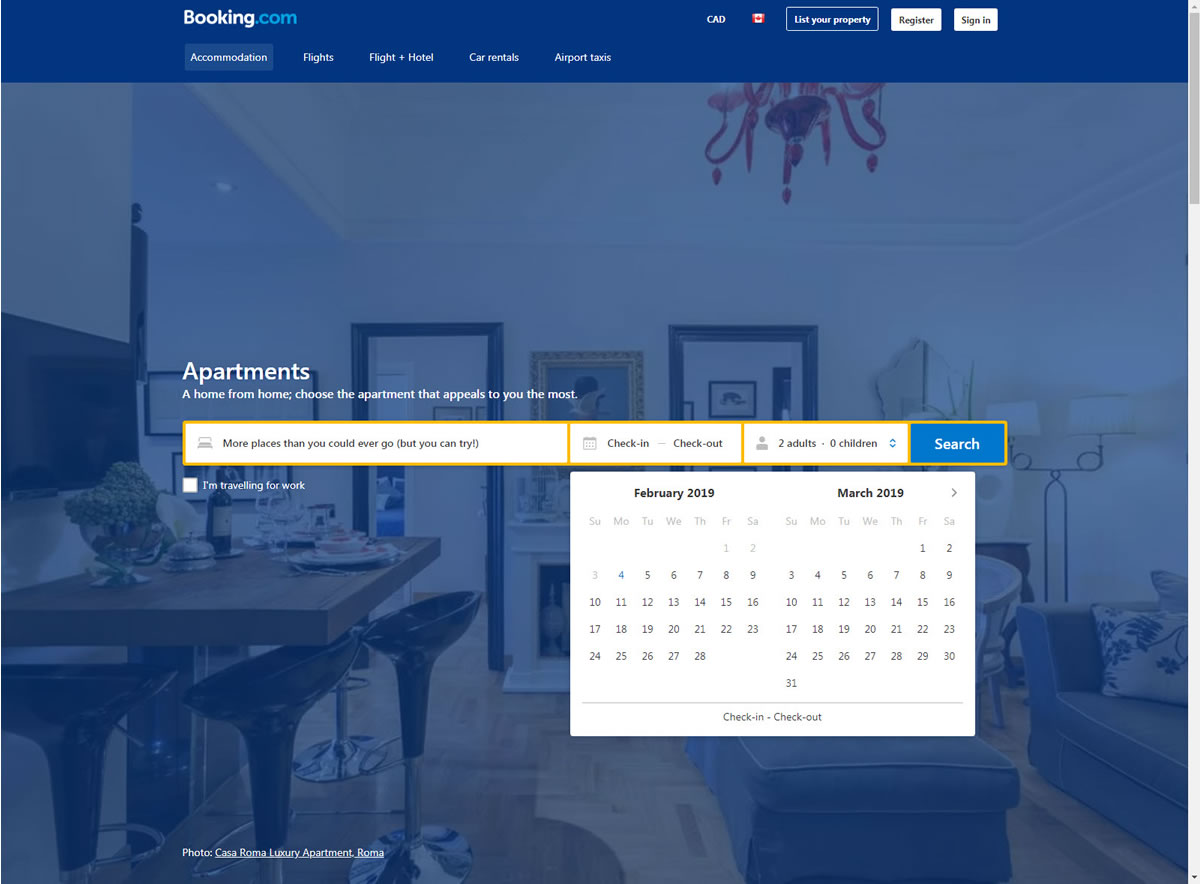 Booking.com
CAD
List your property
Register
Sign in
Accommodation
Flights
Flight + Hotel
Car rentals
Airport taxis
Apartments
A home from home; choose the apartment that appeals to you the most.
More places than you could ever go (but you can try!)
Check-in — Check-out
2 adults · 0 children
Search
I'm travelling for work
February 2019
Su Mo Tu We Th Fr Sa
1 2
3 4 5 6 7 8 9
10 11 12 13 14 15 16
17 18 19 20 21 22 23
24 25 26 27 28
March 2019
Su Mo Tu We Th Fr Sa
1 2
3 4 5 6 7 8 9
10 11 12 13 14 15 16
17 18 19 20 21 22 23
24 25 26 27 28 29 30
31
Check-in - Check-out
Photo: Casa Roma Luxury Apartment, Roma